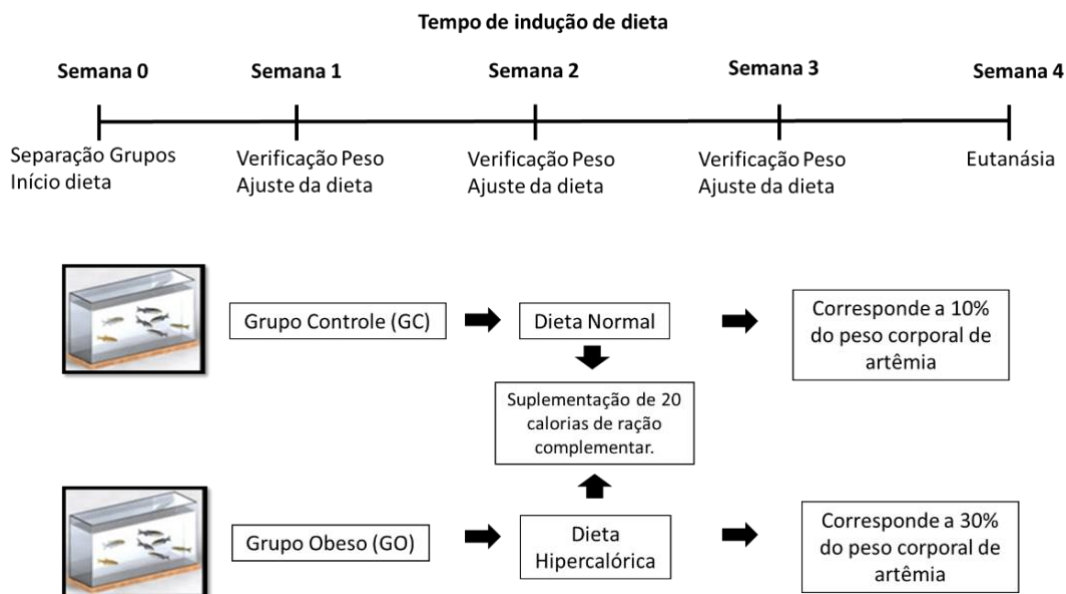 Tempo de indução de dieta
Semana 0
Semana 1
Semana 2
Semana 3
Semana 4
Separação Grupos
Início dieta
Verificação Peso
Ajuste da dieta
Verificação Peso
Ajuste da dieta
Verificação Peso
Ajuste da dieta
Eutanásia
Grupo Controle (GC)
Dieta Normal
Corresponde a 10%
do peso corporal de
artêmia
Suplementação de 20
calorias de ração
complementar.
Grupo Obeso (GO)
Dieta
Hipercalórica
Corresponde a 30%
do peso corporal de
artêmia